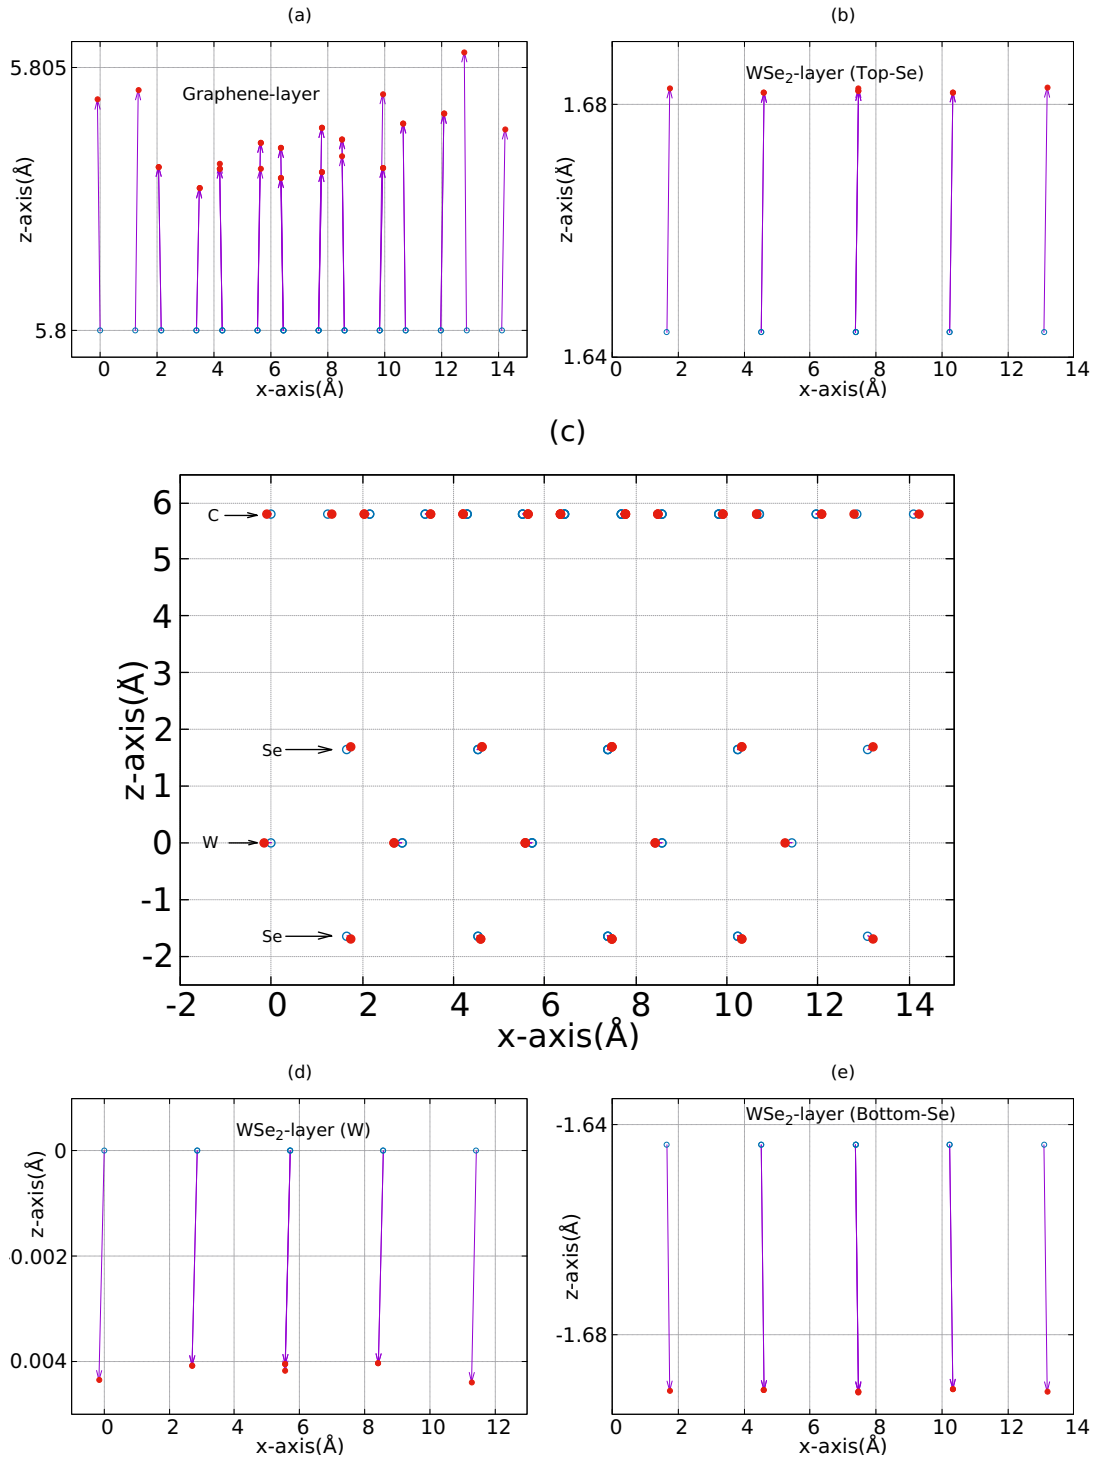 (a)
5.805
Graphene-layer
z-axis(Å)
5.8
0 2 4 6 8 10 12 14
x-axis(Å)
(b)
WSe₂-layer (Top-Se)
1.68
z-axis(Å)
1.64
0 2 4 6 8 10 12 14
x-axis(Å)
(c)
6
C
5
4
3
z-axis(Å)
2
Se
1
0
W
-1
Se
-2
-2 0 2 4 6 8 10 12 14
x-axis(Å)
(d)
WSe₂-layer (W)
0
z-axis(Å)
0.002
0.004
0 2 4 6 8 10 12
x-axis(Å)
(e)
WSe₂-layer (Bottom-Se)
-1.64
z-axis(Å)
-1.68
0 2 4 6 8 10 12 14
x-axis(Å)